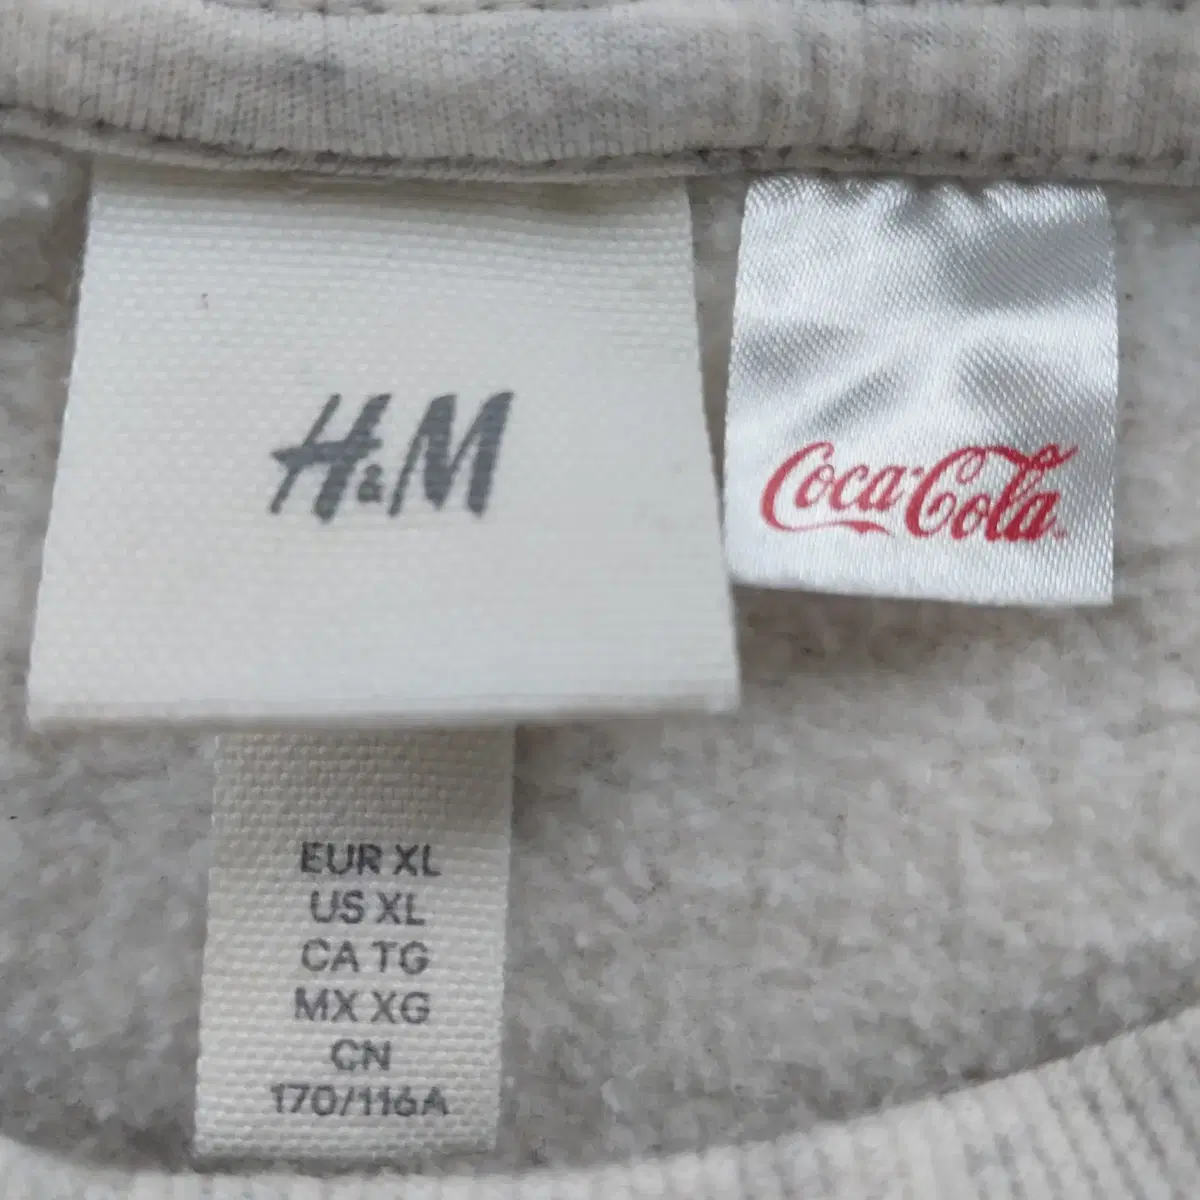 H&M
Coca-Cola
EUR XL
US XL
CA TG
MX XG
CN
170/116A